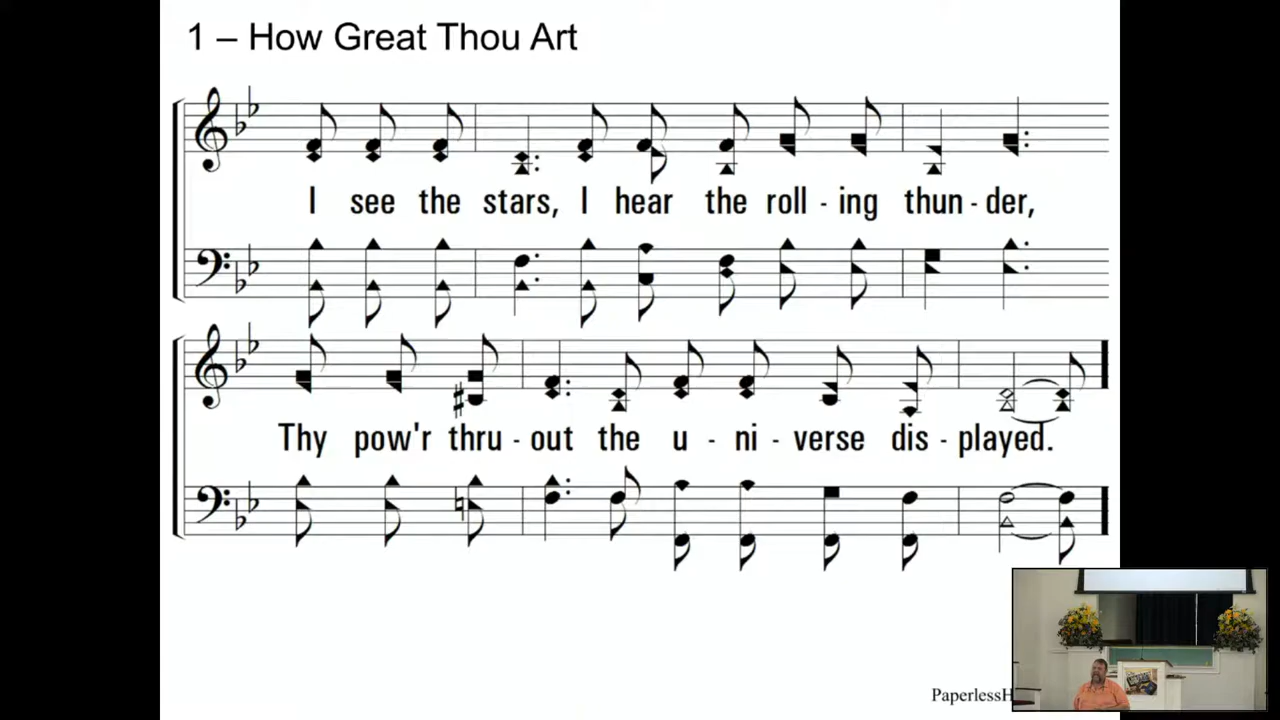 1 – How Great Thou Art
I see the stars, I hear the roll - ing thun - der,
Thy pow'r thru - out the u - ni - verse dis - played.